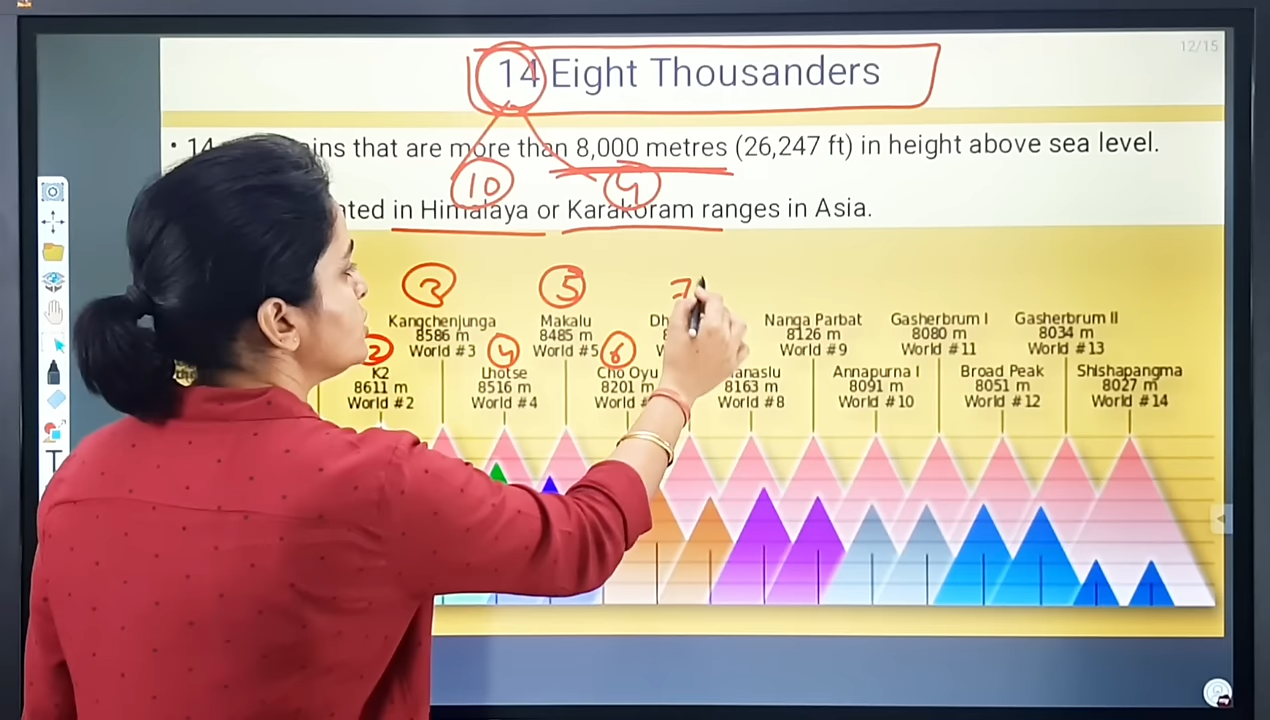 12/15
14 Eight Thousanders
• 14 that are more than 8,000 metres (26,247 ft) in height above sea level.
10 4
in Himalaya or Karakoram ranges in Asia.
3 5 7
Kangchenjunga
8586 m
World #3
Makalu
8485 m
World #5
Nanga Parbat
8126 m
World #9
Gasherbrum I
8080 m
World #11
Gasherbrum II
8034 m
World #13
2 4 6
K2
8611 m
World #2
Lhotse
8516 m
World #4
Cho Oyu
8201 m
World
8163 m
World #8
Annapurna I
8091 m
World #10
Broad Peak
8051 m
World #12
Shishapangma
8027 m
World #14
T